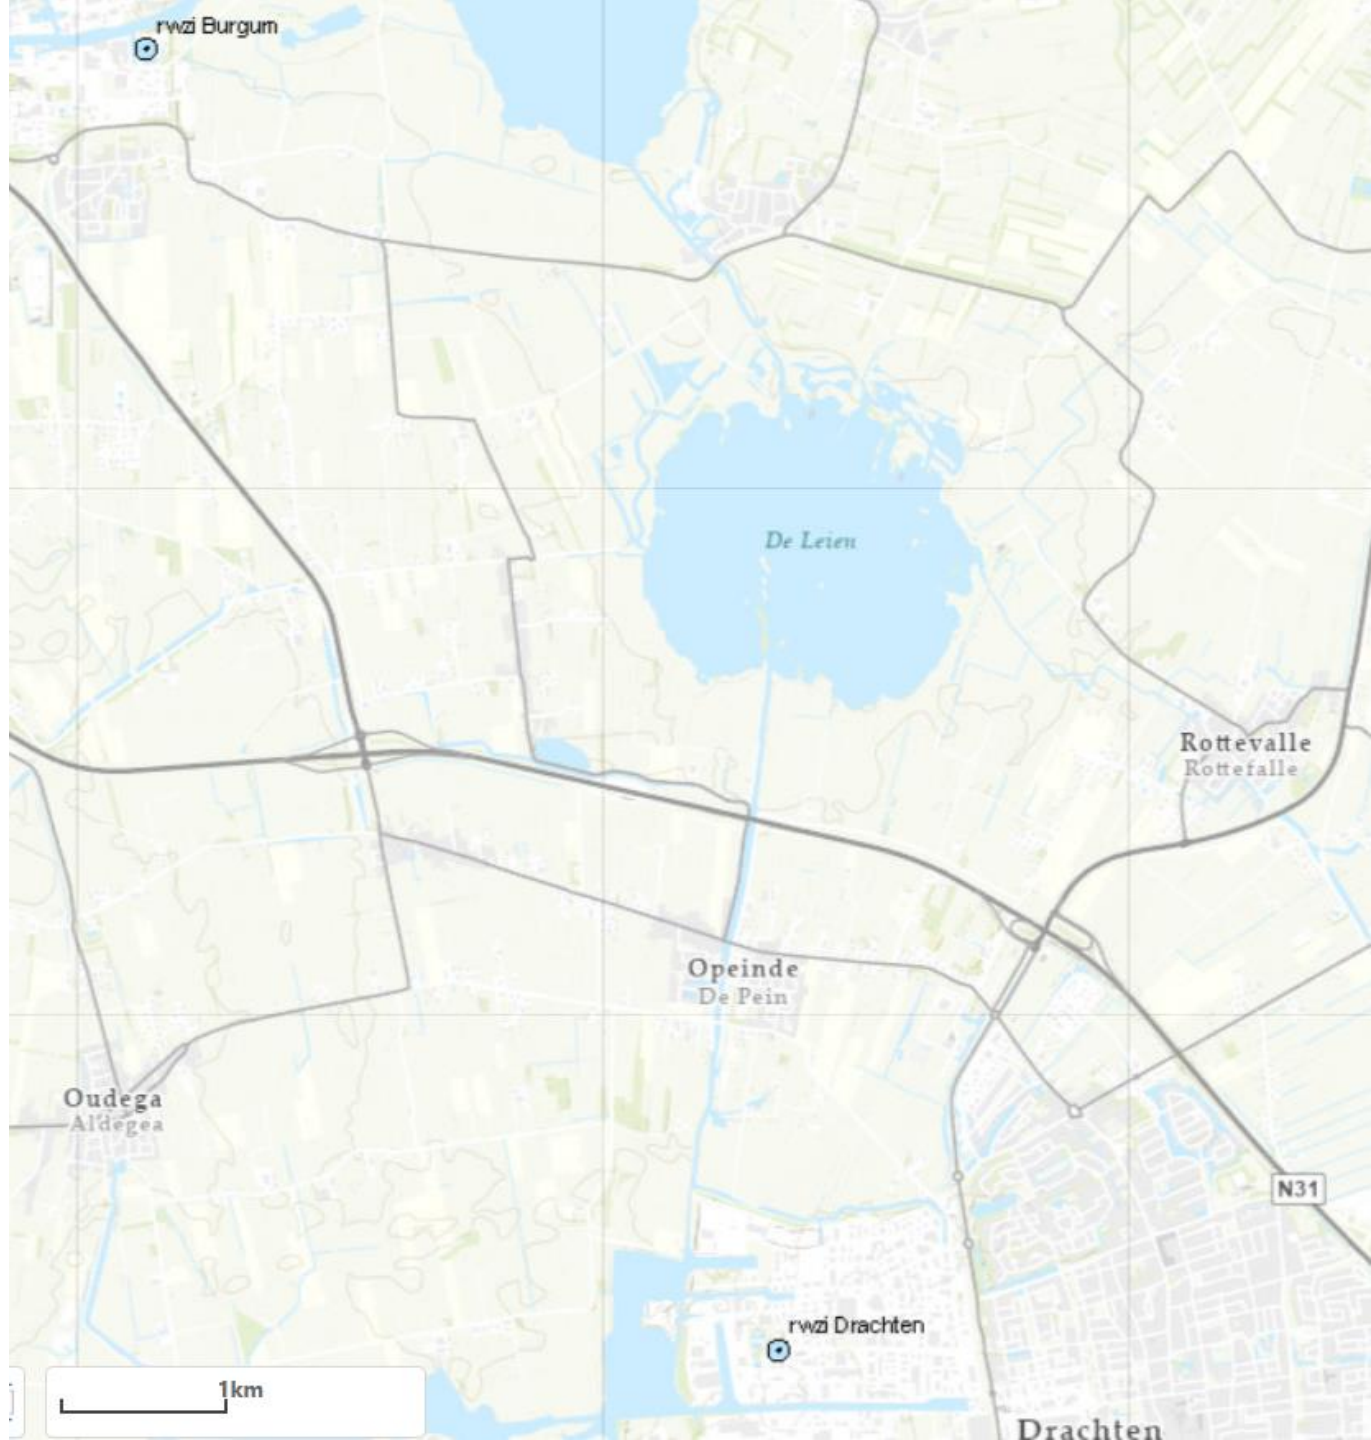 rwzi Burgum
De Leien
Rottevalle
Rottefalle
Opeinde
De Pein
Oudega
Aldegea
N31
rwzi Drachten
1km
Drachten